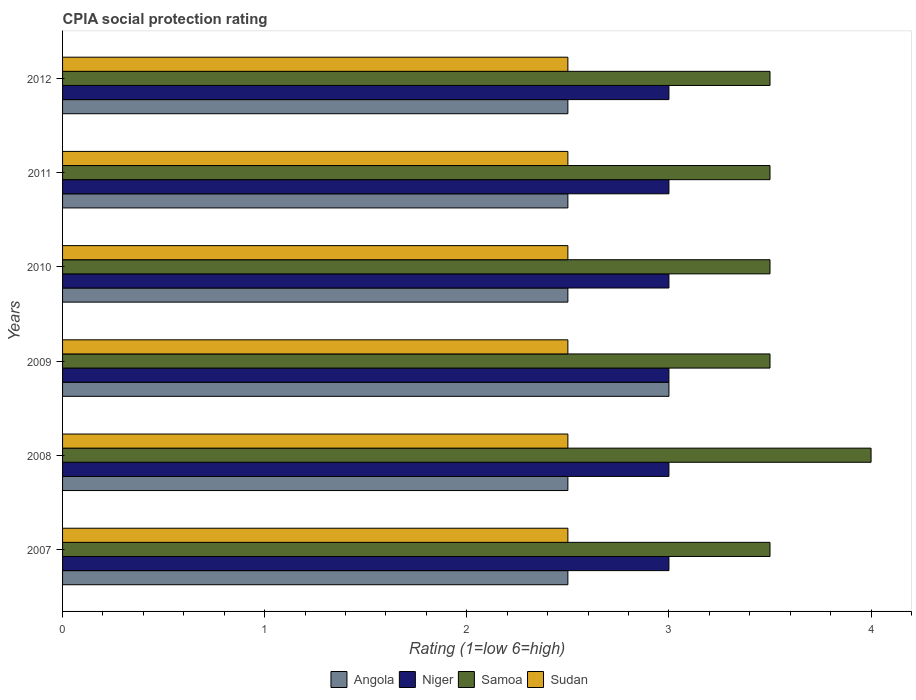 CPIA social protection rating
2012
2011
2010
2009
2008
2007
Years
0 1 2 3 4
Rating (1=low 6=high)
Angola Niger Samoa Sudan